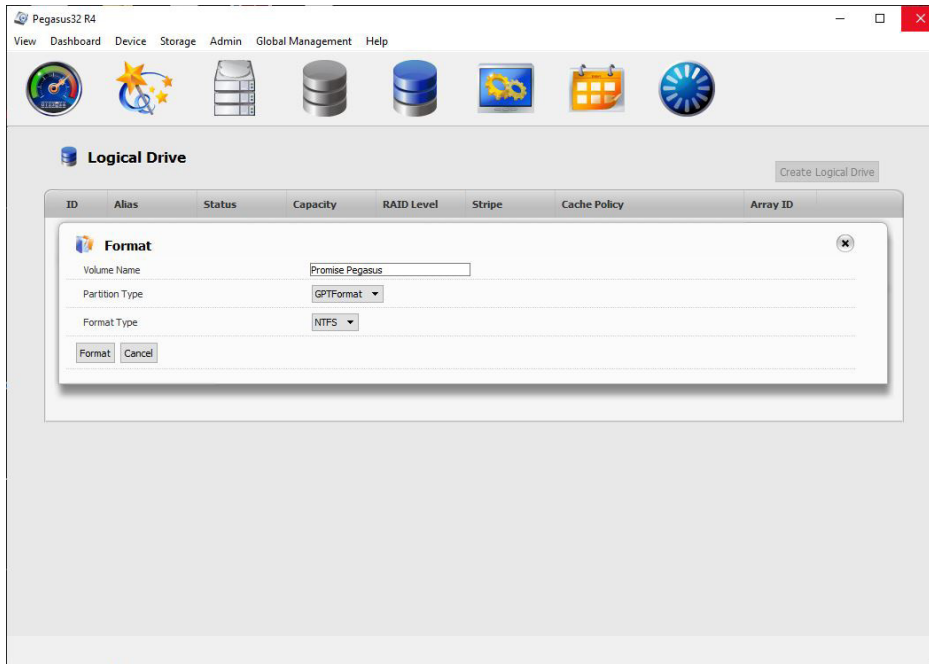 Pegasus32 R4
View Dashboard Device Storage Admin Global Management Help
Logical Drive
Create Logical Drive
ID Alias Status Capacity RAID Level Stripe Cache Policy Array ID
Format
Volume Name Promise Pegasus
Partition Type GPTFormat
Format Type NTFS
Format Cancel